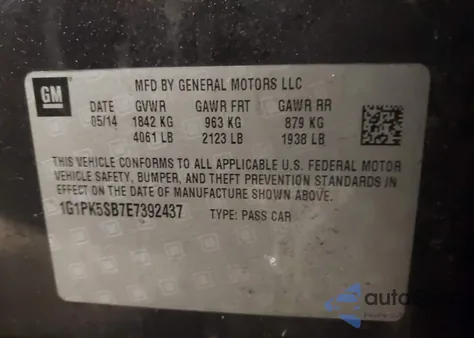 GM
MFD BY GENERAL MOTORS LLC
DATE GVWR GAWR FRT GAWR RR
05/14 1842 KG 963 KG 879 KG
4061 LB 2123 LB 1938 LB
THIS VEHICLE CONFORMS TO ALL APPLICABLE U.S. FEDERAL MOTOR
VEHICLE SAFETY, BUMPER, AND THEFT PREVENTION STANDARDS IN
EFFECT ON THE DATE OF MANUFACTURE SHOWN ABOVE.
1G1PK5SB7E7392437 TYPE: PASS CAR